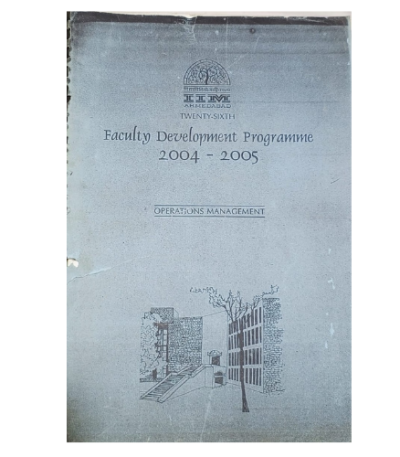 IIM
AHMEDABAD
TWENTY-SIXTH
Faculty Development Programme
2004 - 2005
OPERATIONS MANAGEMENT